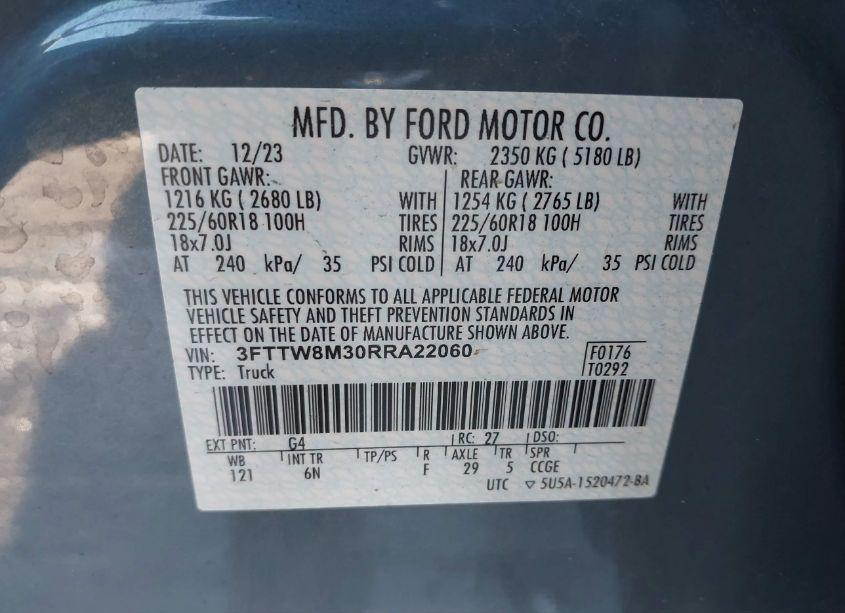 MFD. BY FORD MOTOR CO.
DATE: 12/23 GVWR: 2350 KG ( 5180 LB)
FRONT GAWR: REAR GAWR:
1216 KG ( 2680 LB) WITH 1254 KG ( 2765 LB) WITH
225/60R18 100H TIRES 225/60R18 100H TIRES
18x7.0J RIMS 18x7.0J RIMS
AT 240 kPa/ 35 PSI COLD AT 240 kPa/ 35 PSI COLD
THIS VEHICLE CONFORMS TO ALL APPLICABLE FEDERAL MOTOR
VEHICLE SAFETY AND THEFT PREVENTION STANDARDS IN
EFFECT ON THE DATE OF MANUFACTURE SHOWN ABOVE.
VIN: 3FTTW8M30RRA22060 F0176
TYPE: Truck T0292
EXT PNT: G4 RC: 27 DSO:
WB INT TR TP/PS R AXLE TR SPR
121 6N F 29 5 CCGE
UTC ▽ 5U5A-1520472-BA